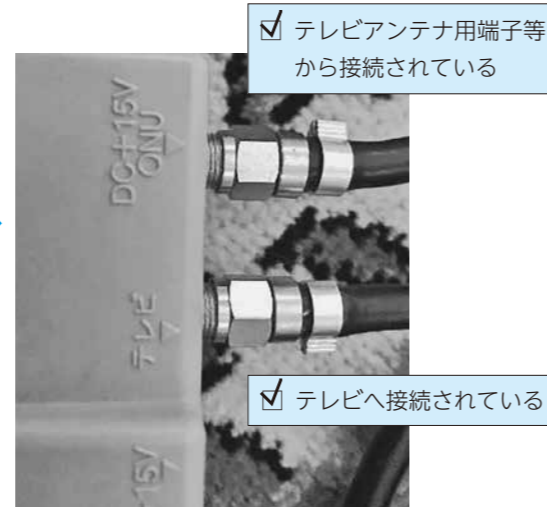 テレビアンテナ用端子等
から接続されている
DC+15V
ONU
テレビ
テレビへ接続されている
15V